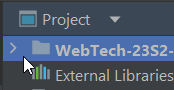 Project
WebTech-23S2-
External Libraries